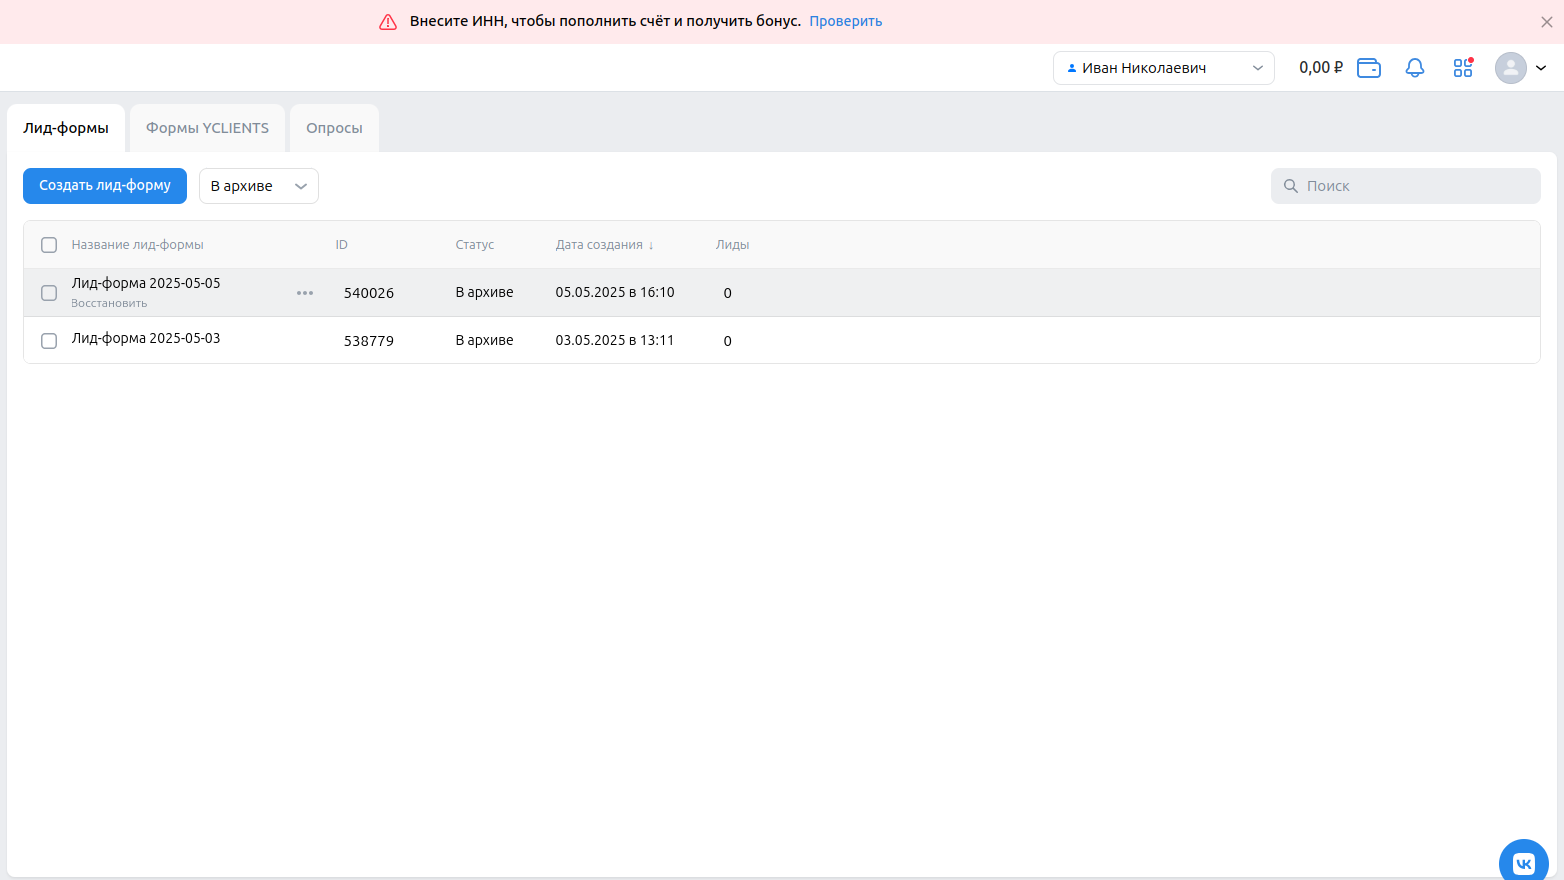 Внесите ИНН, чтобы пополнить счёт и получить бонус. Проверить
Иван Николаевич
0,00 ₽
Лид-формы
Формы YCLIENTS
Опросы
Создать лид-форму
В архиве
Поиск
Название лид-формы ID Статус Дата создания ↓ Лиды
Лид-форма 2025-05-05 540026 В архиве 05.05.2025 в 16:10 0
Восстановить
Лид-форма 2025-05-03 538779 В архиве 03.05.2025 в 13:11 0